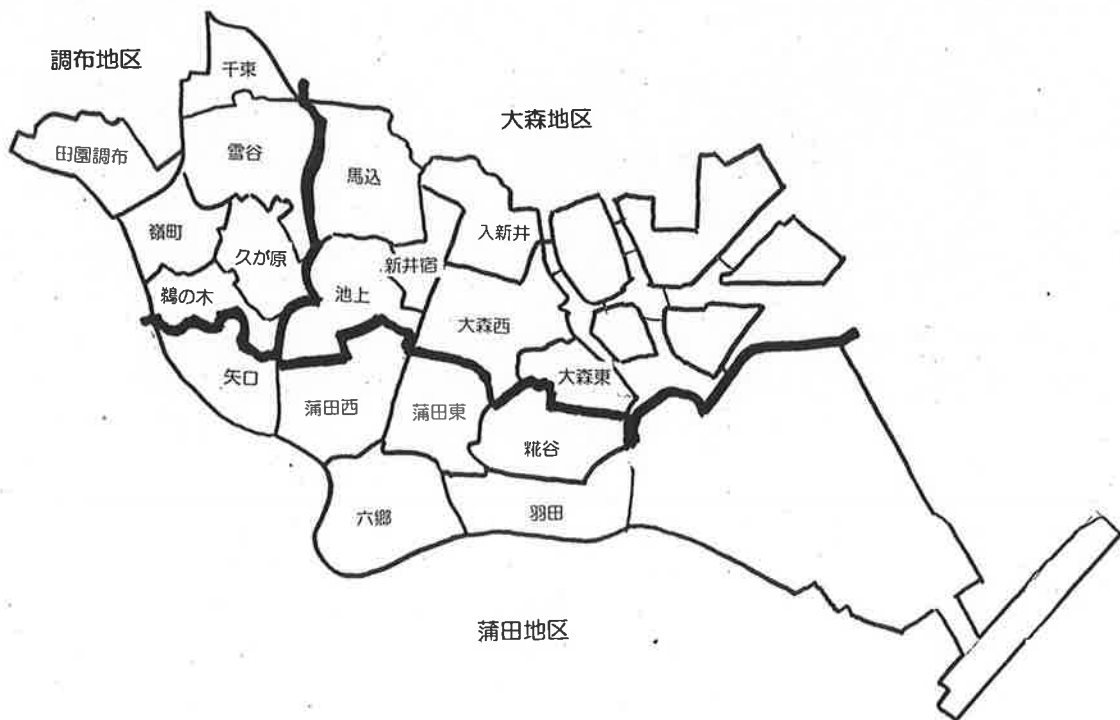 調布地区
千束
大森地区
田園調布
雪谷
馬込
嶺町
久が原
新井宿
入新井
鵜の木
池上
大森西
矢口
大森東
蒲田西
蒲田東
糀谷
六郷
羽田
蒲田地区